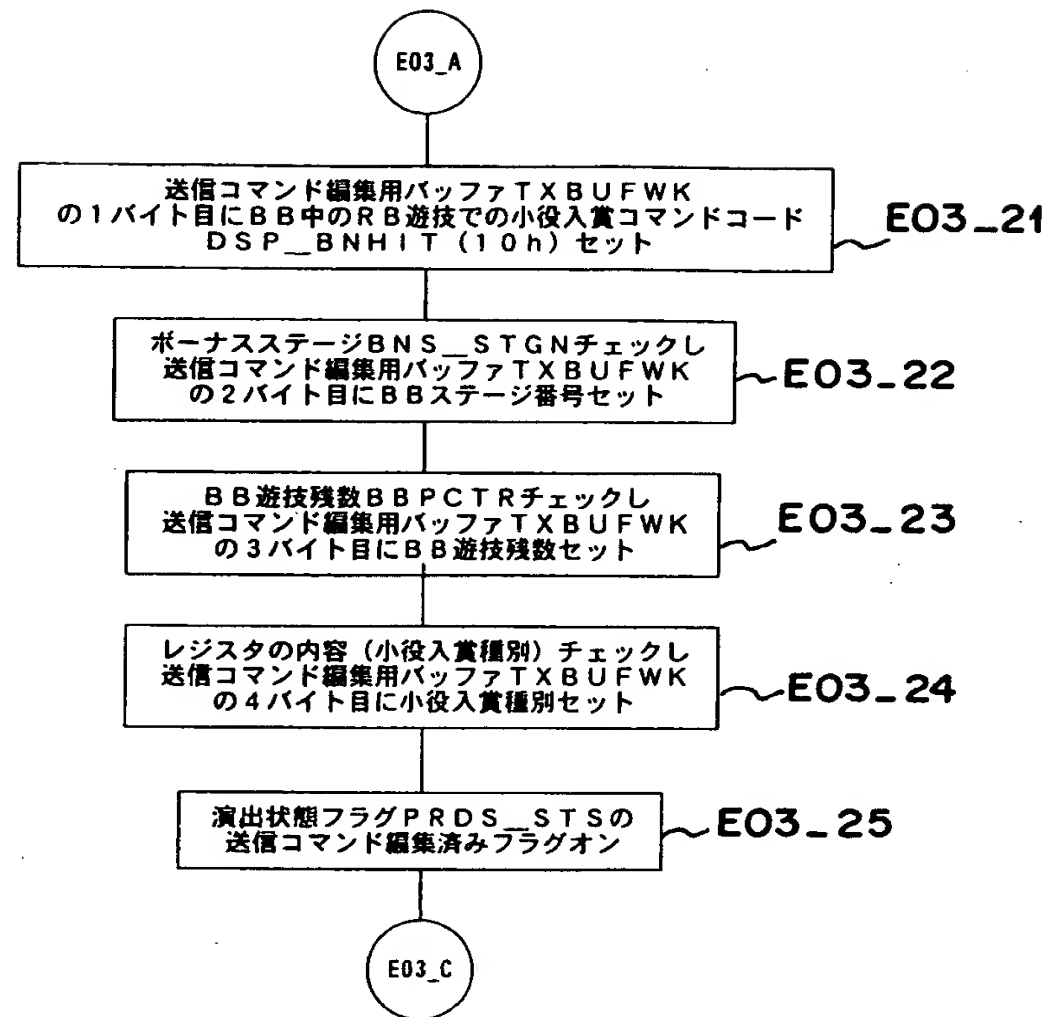 E03_A
送信コマンド編集用バッファTXBUFWK
の1バイト目にBB中のRB遊技での小役入賞コマンドコード
DSP__BNHIT(10h)セット
E03_21
ボーナスステージBNS__STGNチェックし
送信コマンド編集用バッファTXBUFWK
の2バイト目にBBステージ番号セット
E03_22
BB遊技残数BBPCTRチェックし
送信コマンド編集用バッファTXBUFWK
の3バイト目にBB遊技残数セット
E03_23
レジスタの内容(小役入賞種別)チェックし
送信コマンド編集用バッファTXBUFWK
の4バイト目に小役入賞種別セット
E03_24
演出状態フラグPRDS__STSの
送信コマンド編集済みフラグオン
E03_25
E03_C